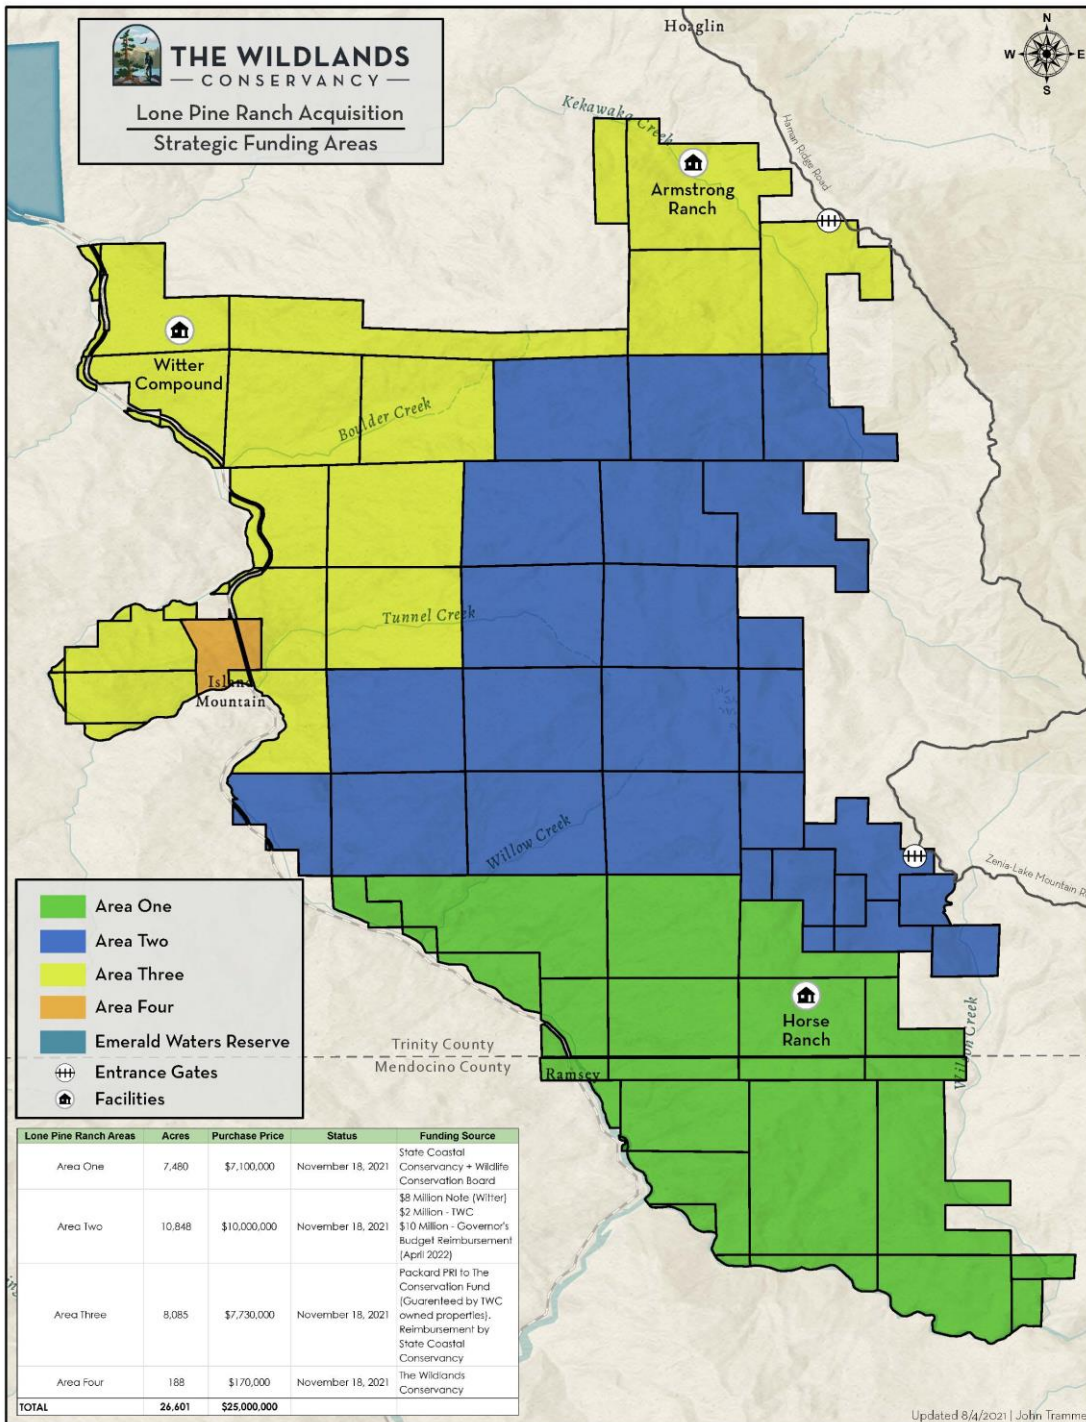 THE WILDLANDS
CONSERVANCY
Lone Pine Ranch Acquisition
Strategic Funding Areas
Hoaglin
N
W
E
S
Kekawaka Creek
Haman Ridge Road
Armstrong
Ranch
Witter
Compound
Boulder Creek
Tunnel Creek
Island
Mountain
Willow Creek
Zenia-Lake Mountain R
Area One
Area Two
Area Three
Area Four
Emerald Waters Reserve
Entrance Gates
Facilities
Horse
Ranch
Wilson Creek
Trinity County
Mendocino County
Ramsey
Lone Pine Ranch Areas Acres Purchase Price Status Funding Source
Area One 7,480 $7,100,000 November 18, 2021 State Coastal
Conservancy + Wildlife
Conservation Board
Area Two 10,848 $10,000,000 November 18, 2021 $8 Million Note (Witter)
$2 Million - TWC
$10 Million - Governor's
Budget Reimbursement
(April 2022)
Area Three 8,085 $7,730,000 November 18, 2021 Packard PRI to The
Conservation Fund
(Guarenteed by TWC
owned properties).
Reimbursement by
State Coastal
Conservancy
Area Four 188 $170,000 November 18, 2021 The Wildlands
Conservancy
TOTAL 26,601 $25,000,000
Updated 8/4/2021 | John Tramme